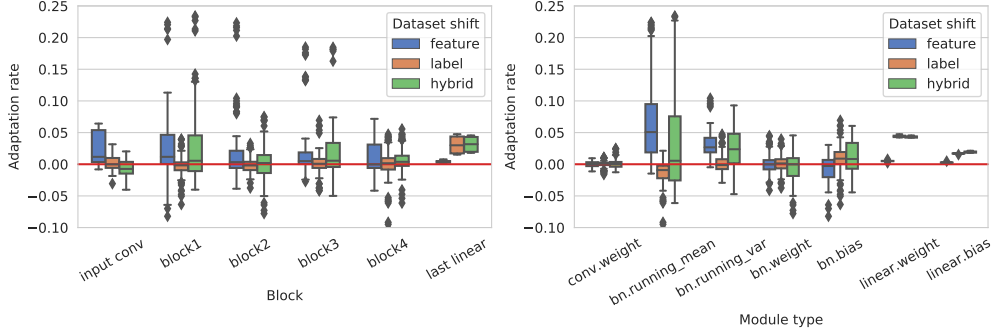 0.25
0.20
0.15
0.10
0.05
0.00
−0.05
−0.10
Adaptation rate
Dataset shift
feature
label
hybrid
input conv
block1
block2
block3
block4
last linear
Block
0.25
0.20
0.15
0.10
0.05
0.00
−0.05
−0.10
Adaptation rate
Dataset shift
feature
label
hybrid
conv.weight
bn.running_mean
bn.running_var
bn.weight
bn.bias
linear.weight
linear.bias
Module type